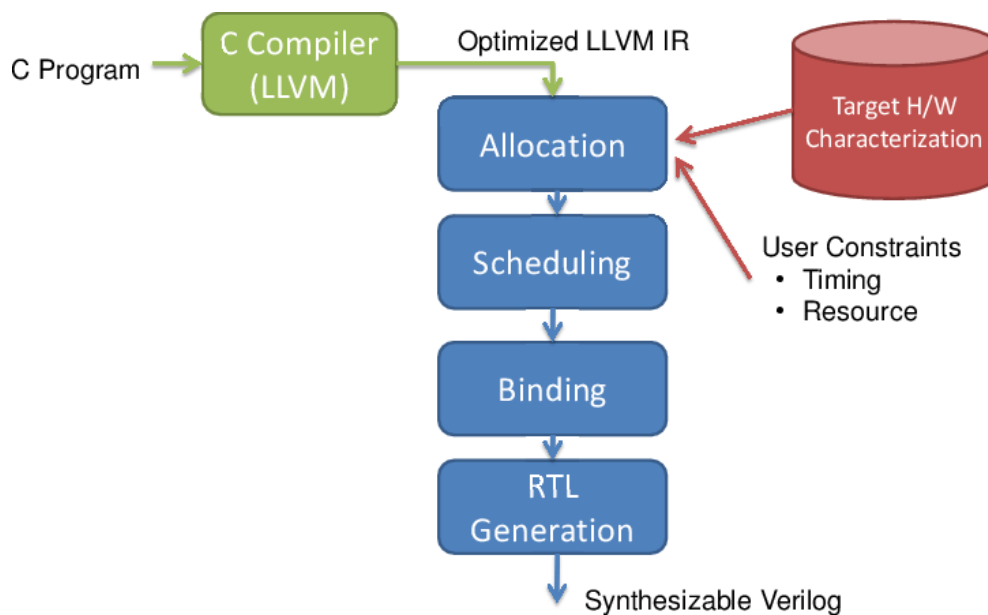 C Program
C Compiler
(LLVM)
Optimized LLVM IR
Target H/W
Characterization
Allocation
User Constraints
• Timing
• Resource
Scheduling
Binding
RTL
Generation
Synthesizable Verilog